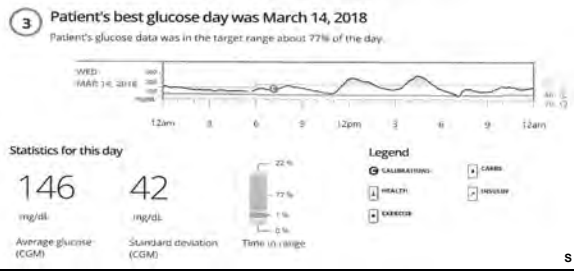 3 Patient's best glucose day was March 14, 2018
Patient's glucose data was in the target range about 77% of the day.
WED
MAR 14, 2018
12am 3 6 9 12pm 3 6 9 12am
Statistics for this day
Legend
22 %
77 %
1 %
0 %
146
42
mg/dL
mg/dL
Average glucose (CGM)
Standard deviation (CGM)
Time in range
CALIBRATIONS
CARBS
HEALTH
INSULIN
EXERCISE
S